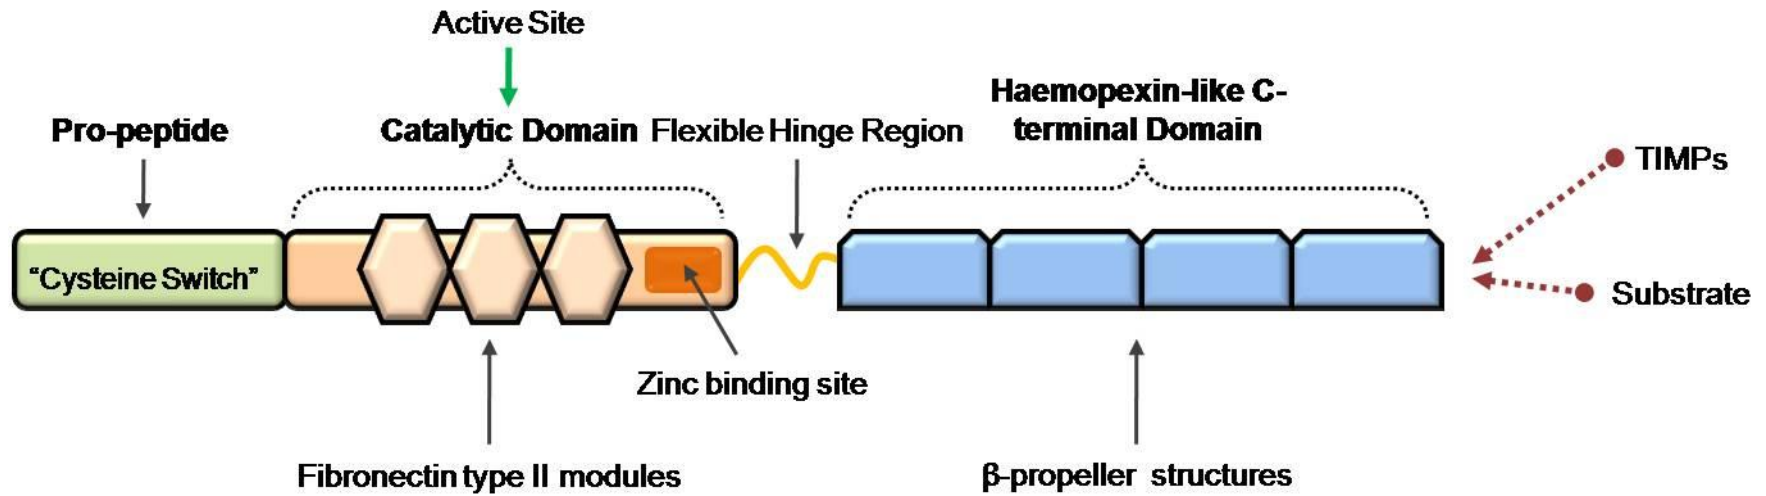 Active Site
Haemopexin-like C-
terminal Domain
Pro-peptide
Catalytic Domain
Flexible Hinge Region
TIMPs
“Cysteine Switch”
Substrate
Zinc binding site
Fibronectin type II modules
β-propeller structures